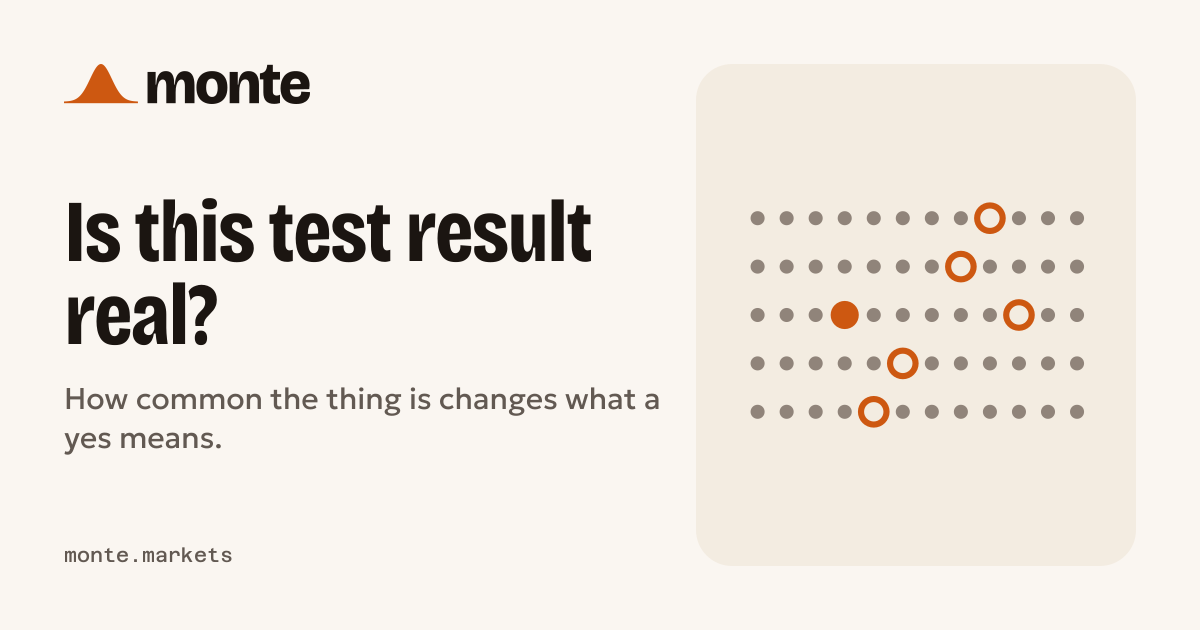 monte
Is this test result
real?
How common the thing is changes what a
yes means.
monte.markets